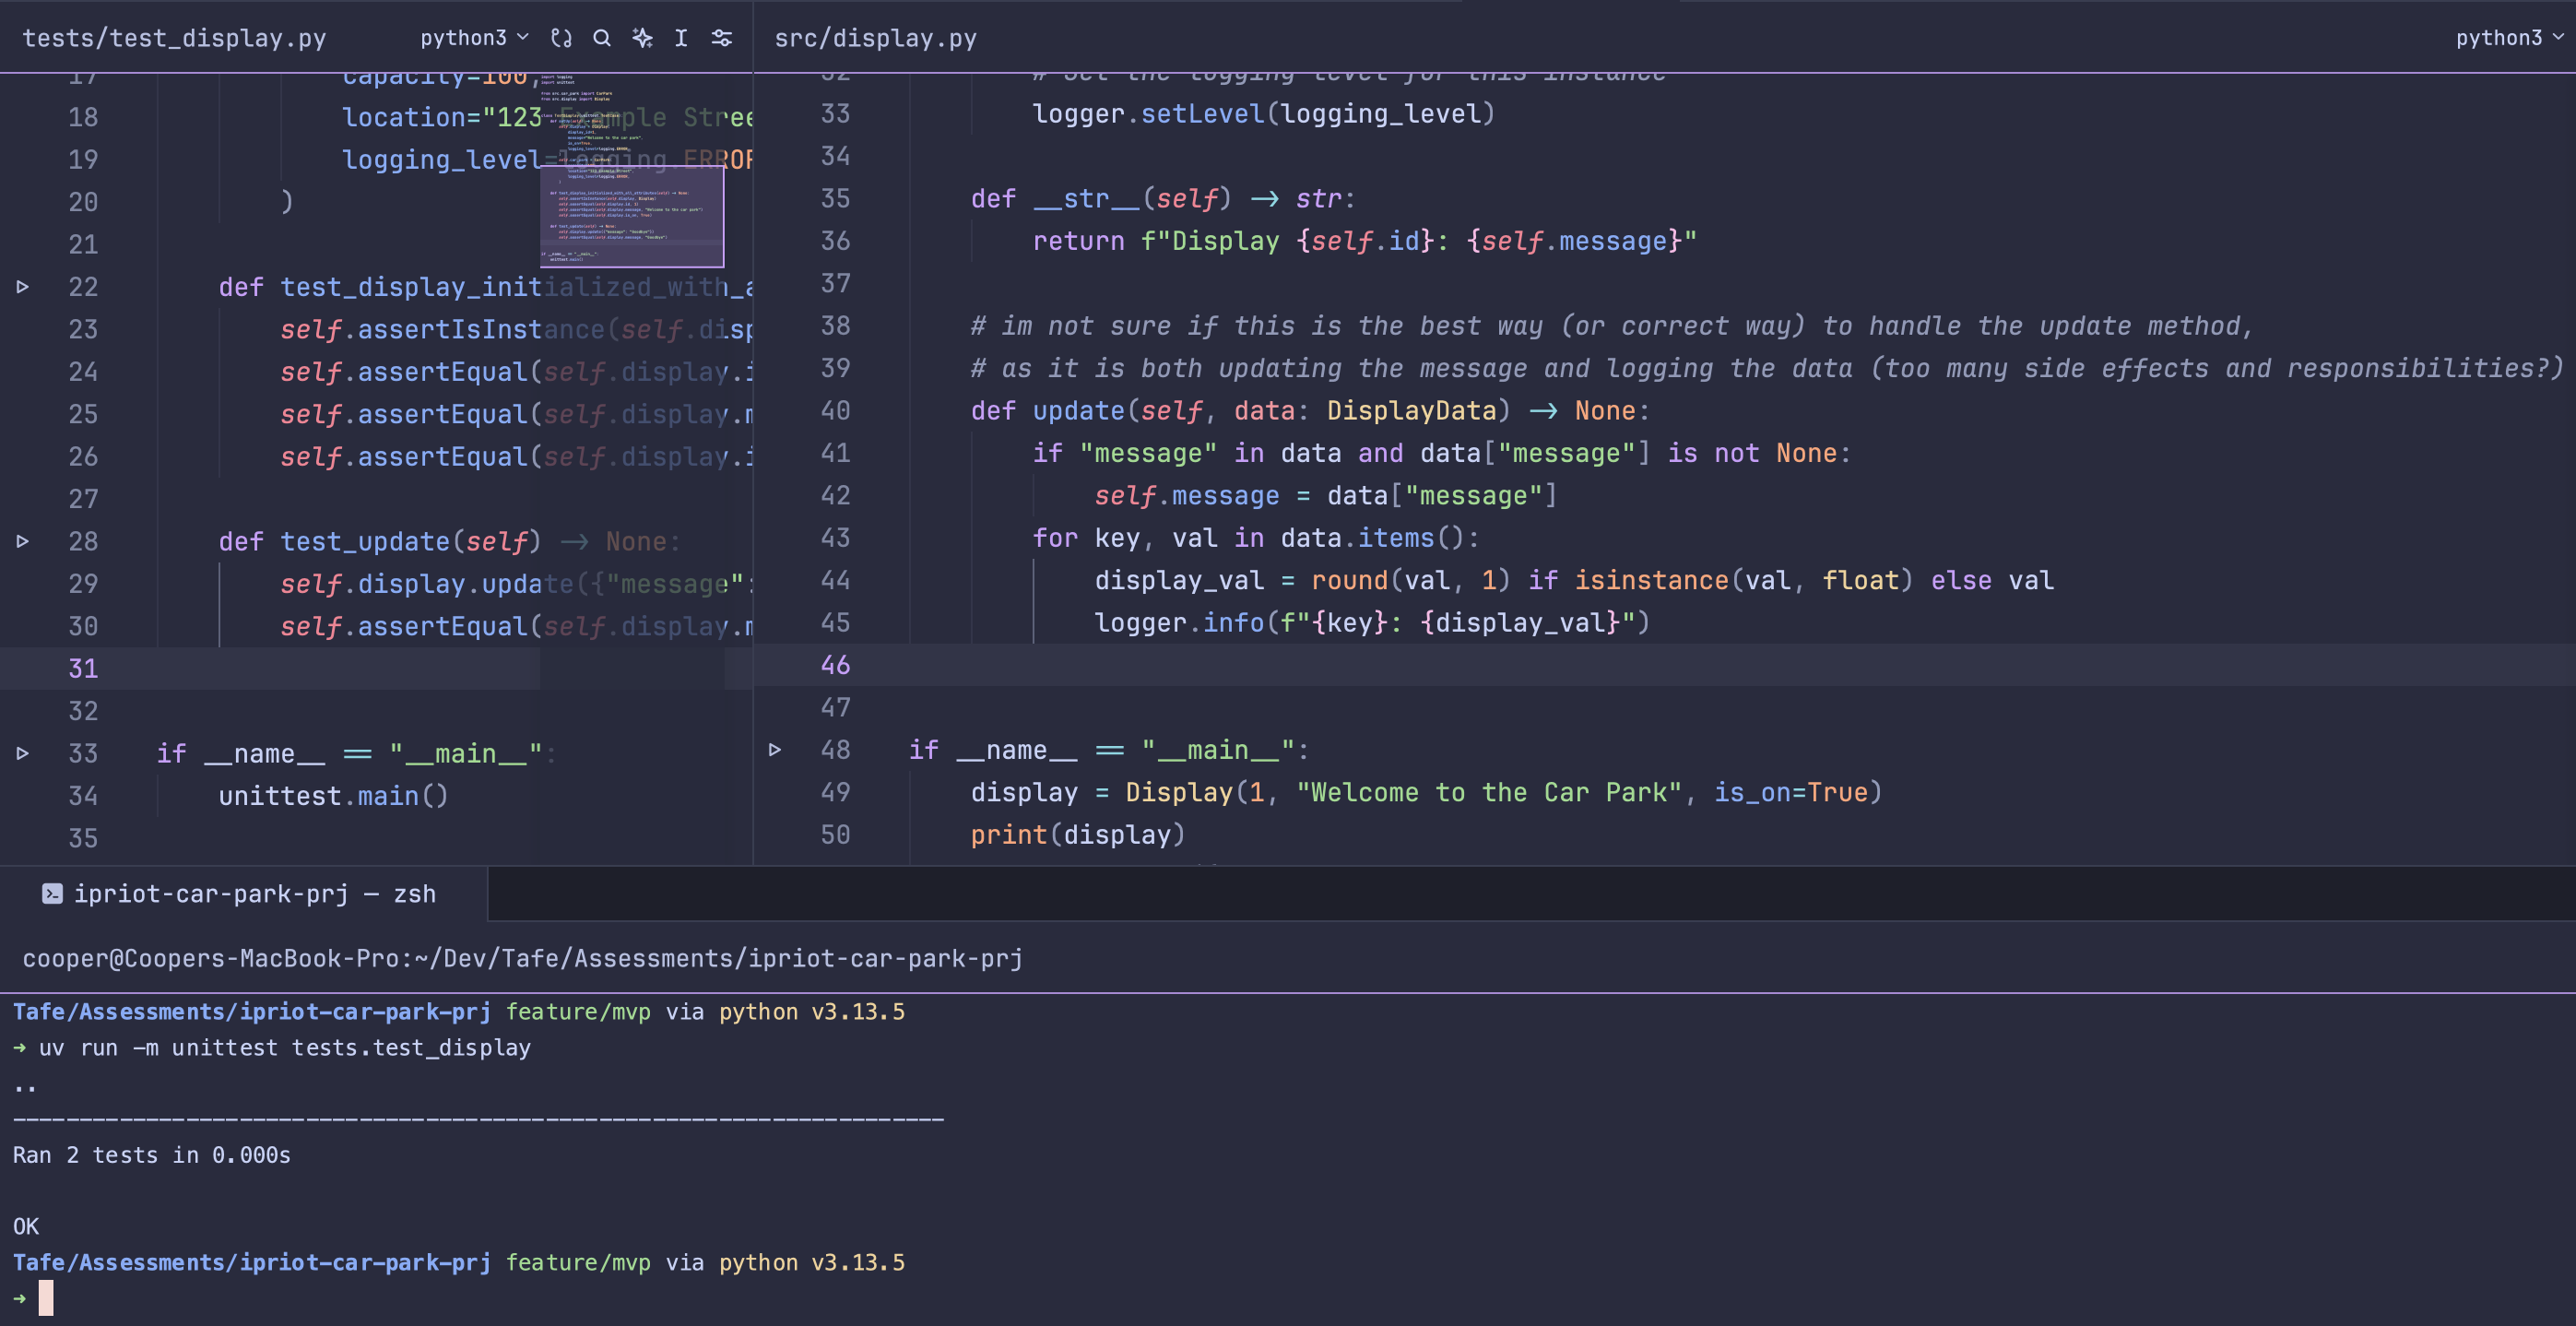 tests/test_display.py python3
17 capacity=100,
18 location="123 Example Stree
19 logging_level=logging.ERROR
20 )
21
22 def test_display_initialized_with_a
23 self.assertIsInstance(self.disp
24 self.assertEqual(self.display.i
25 self.assertEqual(self.display.m
26 self.assertEqual(self.display.i
27
28 def test_update(self) -> None:
29 self.display.update({"message":
30 self.assertEqual(self.display.m
31
32
33 if __name__ == "__main__":
34 unittest.main()
35
src/display.py python3
32 # Set the logging level for this instance
33 logger.setLevel(logging_level)
34
35 def __str__(self) -> str:
36 return f"Display {self.id}: {self.message}"
37
38 # im not sure if this is the best way (or correct way) to handle the update method,
39 # as it is both updating the message and logging the data (too many side effects and responsibilities?)
40 def update(self, data: DisplayData) -> None:
41 if "message" in data and data["message"] is not None:
42 self.message = data["message"]
43 for key, val in data.items():
44 display_val = round(val, 1) if isinstance(val, float) else val
45 logger.info(f"{key}: {display_val}")
46
47
48 if __name__ == "__main__":
49 display = Display(1, "Welcome to the Car Park", is_on=True)
50 print(display)
ipriot-car-park-prj — zsh
cooper@Coopers-MacBook-Pro:~/Dev/Tafe/Assessments/ipriot-car-park-prj
Tafe/Assessments/ipriot-car-park-prj feature/mvp via python v3.13.5
➜ uv run -m unittest tests.test_display
..
----------------------------------------------------------------------
Ran 2 tests in 0.000s
OK
Tafe/Assessments/ipriot-car-park-prj feature/mvp via python v3.13.5
➜